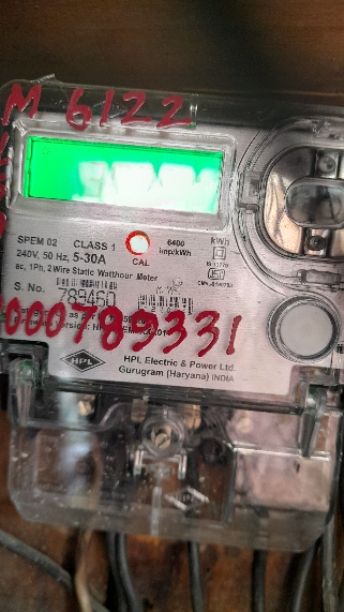 M 6122
SPEM 02 CLASS 1
240V, 50 Hz, 5-30A
ac, 1Ph, 2 Wire Static Watthour Meter
CAL
6400
imp/kWh
kWh
S. No. 789460
000789331
HPL
HPL Electric & Power Ltd.
Gurugram (Haryana) INDIA